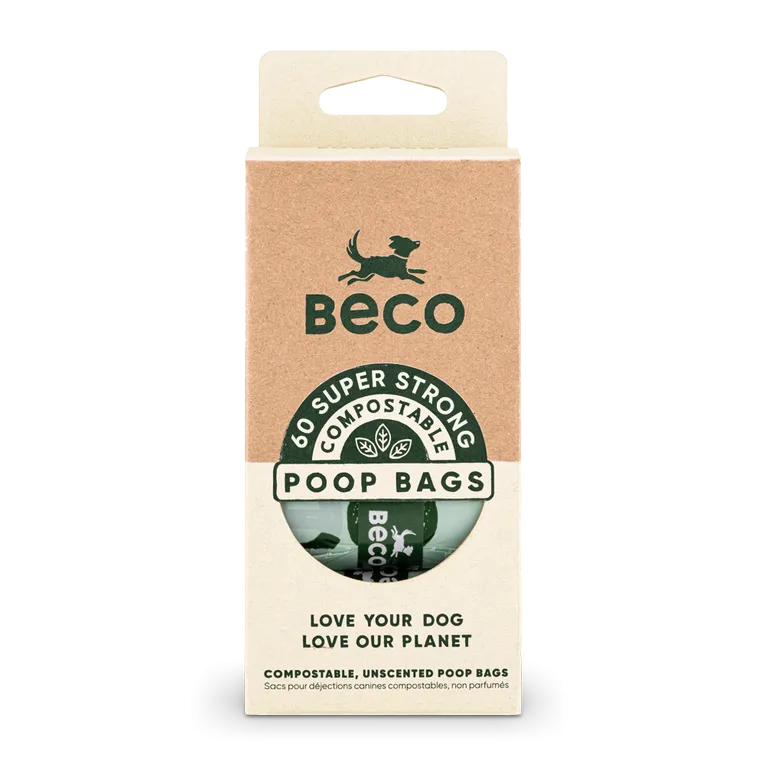 BECO
60 SUPER STRONG
COMPOSTABLE
POOP BAGS
Beco
LOVE YOUR DOG
LOVE OUR PLANET
COMPOSTABLE, UNSCENTED POOP BAGS
Sacs pour déjections canines compostables, non parfumés